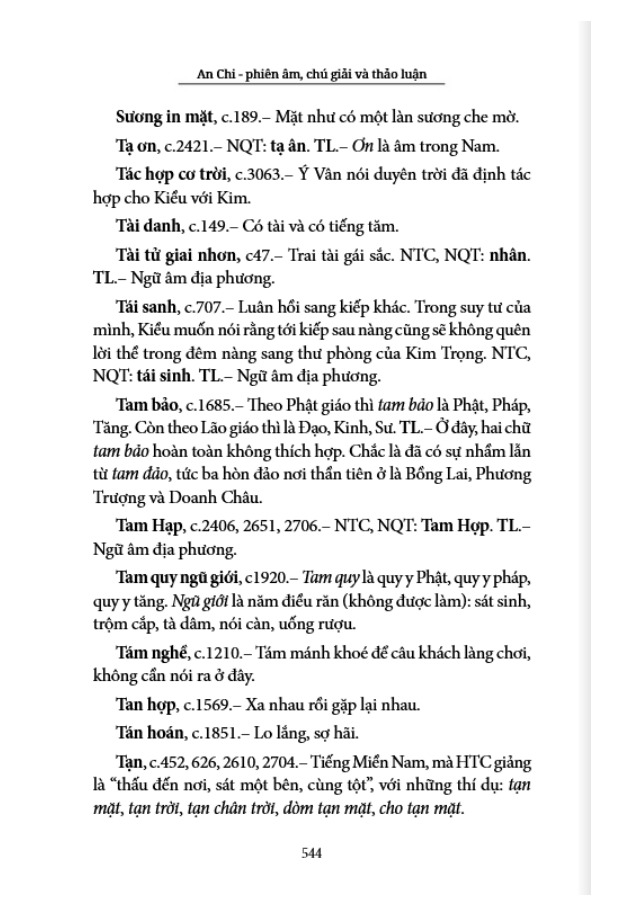 An Chi - phiên âm, chú giải và thảo luận
Sương in mặt, c.189.– Mặt như có một làn sương che mờ.
Tạ ơn, c.2421.– NQT: tạ ân. TL.– Ơn là âm trong Nam.
Tác hợp cơ trời, c.3063.– Ý Vân nói duyên trời đã định tác
hợp cho Kiều với Kim.
Tài danh, c.149.– Có tài và có tiếng tăm.
Tài tử giai nhơn, c47.– Trai tài gái sắc. NTC, NQT: nhân.
TL.– Ngữ âm địa phương.
Tái sanh, c.707.– Luân hồi sang kiếp khác. Trong suy tư của
mình, Kiều muốn nói rằng tới kiếp sau nàng cũng sẽ không quên
lời thề trong đêm nàng sang thư phòng của Kim Trọng. NTC,
NQT: tái sinh. TL.– Ngữ âm địa phương.
Tam bảo, c.1685.– Theo Phật giáo thì tam bảo là Phật, Pháp,
Tăng. Còn theo Lão giáo thì là Đạo, Kinh, Sư. TL.– Ở đây, hai chữ
tam bảo hoàn toàn không thích hợp. Chắc là đã có sự nhầm lẫn
từ tam đảo, tức ba hòn đảo nơi thần tiên ở là Bồng Lai, Phương
Trượng và Doanh Châu.
Tam Hạp, c.2406, 2651, 2706.– NTC, NQT: Tam Hợp. TL.–
Ngữ âm địa phương.
Tam quy ngũ giới, c1920.– Tam quy là quy y Phật, quy y pháp,
quy y tăng. Ngũ giới là năm điều răn (không được làm): sát sinh,
trộm cắp, tà dâm, nói càn, uống rượu.
Tám nghề, c.1210.– Tám mánh khoé để câu khách làng chơi,
không cần nói ra ở đây.
Tan hợp, c.1569.– Xa nhau rồi gặp lại nhau.
Tán hoán, c.1851.– Lo lắng, sợ hãi.
Tạn, c.452, 626, 2610, 2704.– Tiếng Miền Nam, mà HTC giảng
là “thấu đến nơi, sát một bên, cùng tột”, với những thí dụ: tạn
mặt, tạn trời, tạn chân trời, dòm tạn mặt, cho tạn mặt.
544